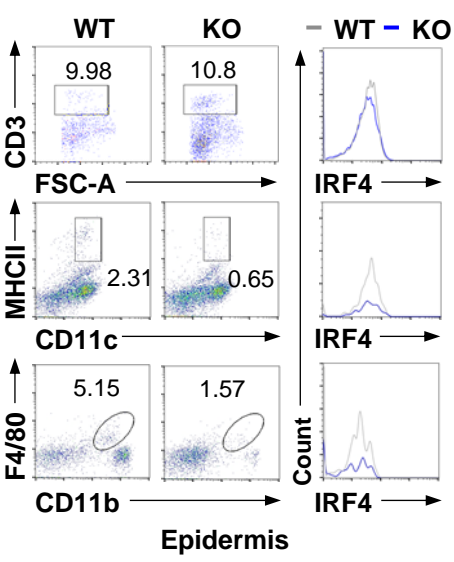 WT KO WT KO
9.98 10.8
CD3
FSC-A IRF4
MHCII
2.31 0.65
CD11c IRF4
5.15 1.57
F4/80
Count
CD11b IRF4
Epidermis